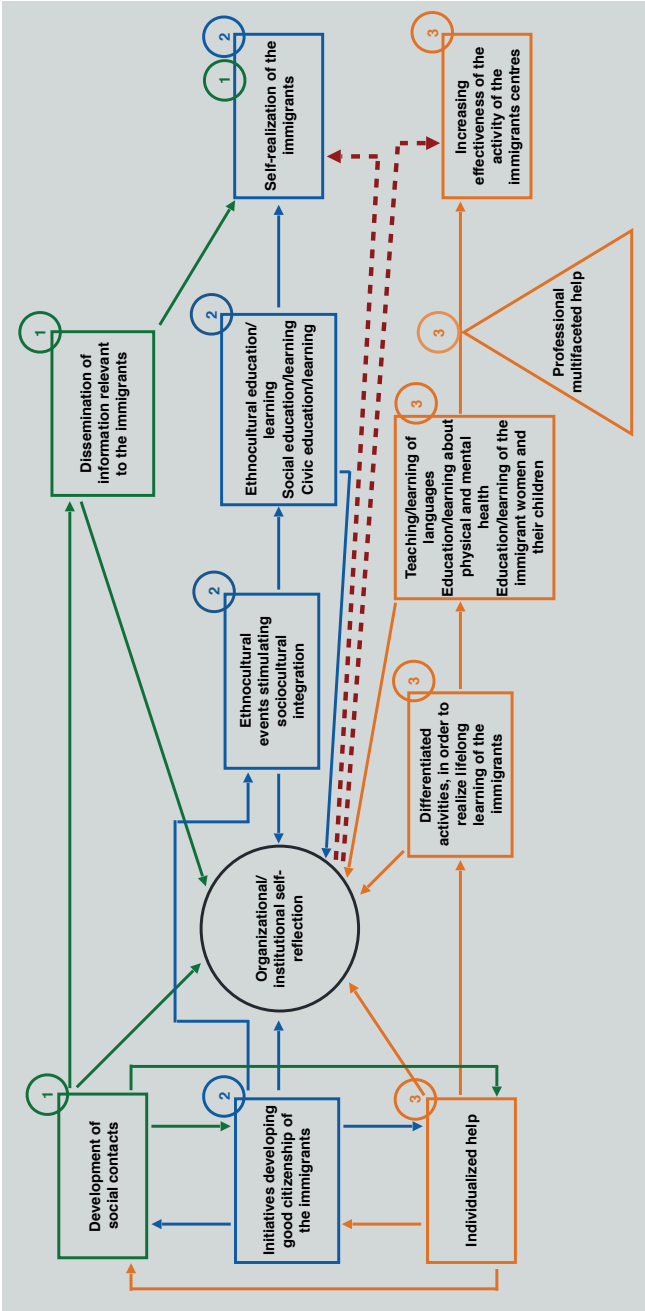 1
Development of
social contacts
2
Initiatives developing
good citizenship of
the immigrants
3
Individualized help
Organizational/
institutional self-
reflection
1
Dissemination of
information relevant
to the immigrants
2
Ethnocultural
events stimulating
sociocultural
integration
2
Ethnocultural education/
learning
Social education/learning
Civic education/learning
3
Differentiated
activities, in order to
realize lifelong
learning of the
immigrants
3
Teaching/learning of
languages
Education/learning about
physical and mental
health
Education/learning of the
immigrant women and
their children
3
Professional
multifaceted help
1
2
Self-realization of the
immigrants
3
Increasing
effectiveness of the
activity of the
immigrants centres